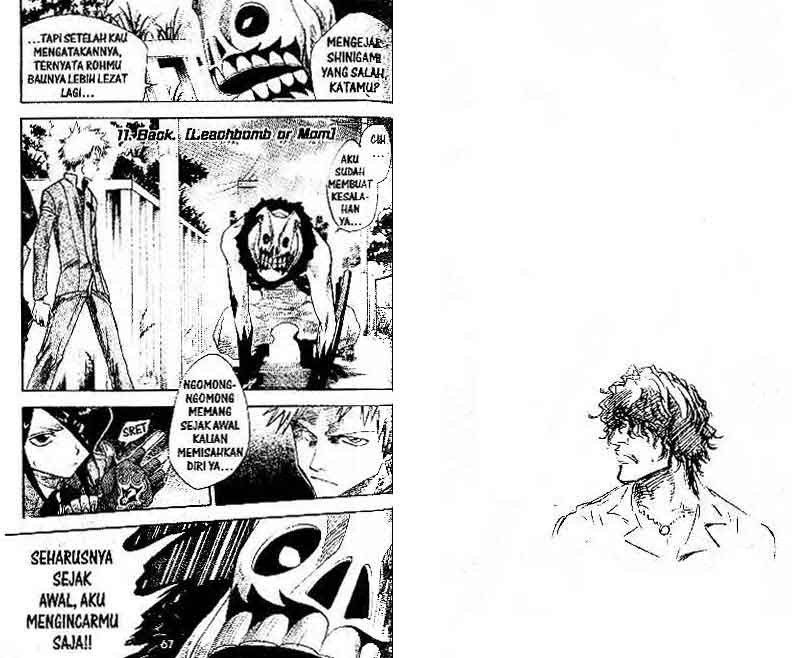 MENGEJAR
SHINIGAMI
YANG SALAH,
KATAMU?
...TAPI SETELAH KAU
MENGATAKANNYA,
TERNYATA ROHMU
BAUNYA LEBIH LEZAT
LAGI...
11. Back. [Leachbomb or Mom]
CIH
...
AKU
SUDAH
MEMBUAT
KESALA-
HAN
YA...
NGOMONG-
NGOMONG
MEMANG
SEJAK AWAL
KALIAN
MEMISAHKAN
DIRI YA...
SRET
SEHARUSNYA
SEJAK
AWAL, AKU
MENGINCARMU
SAJA!!
67